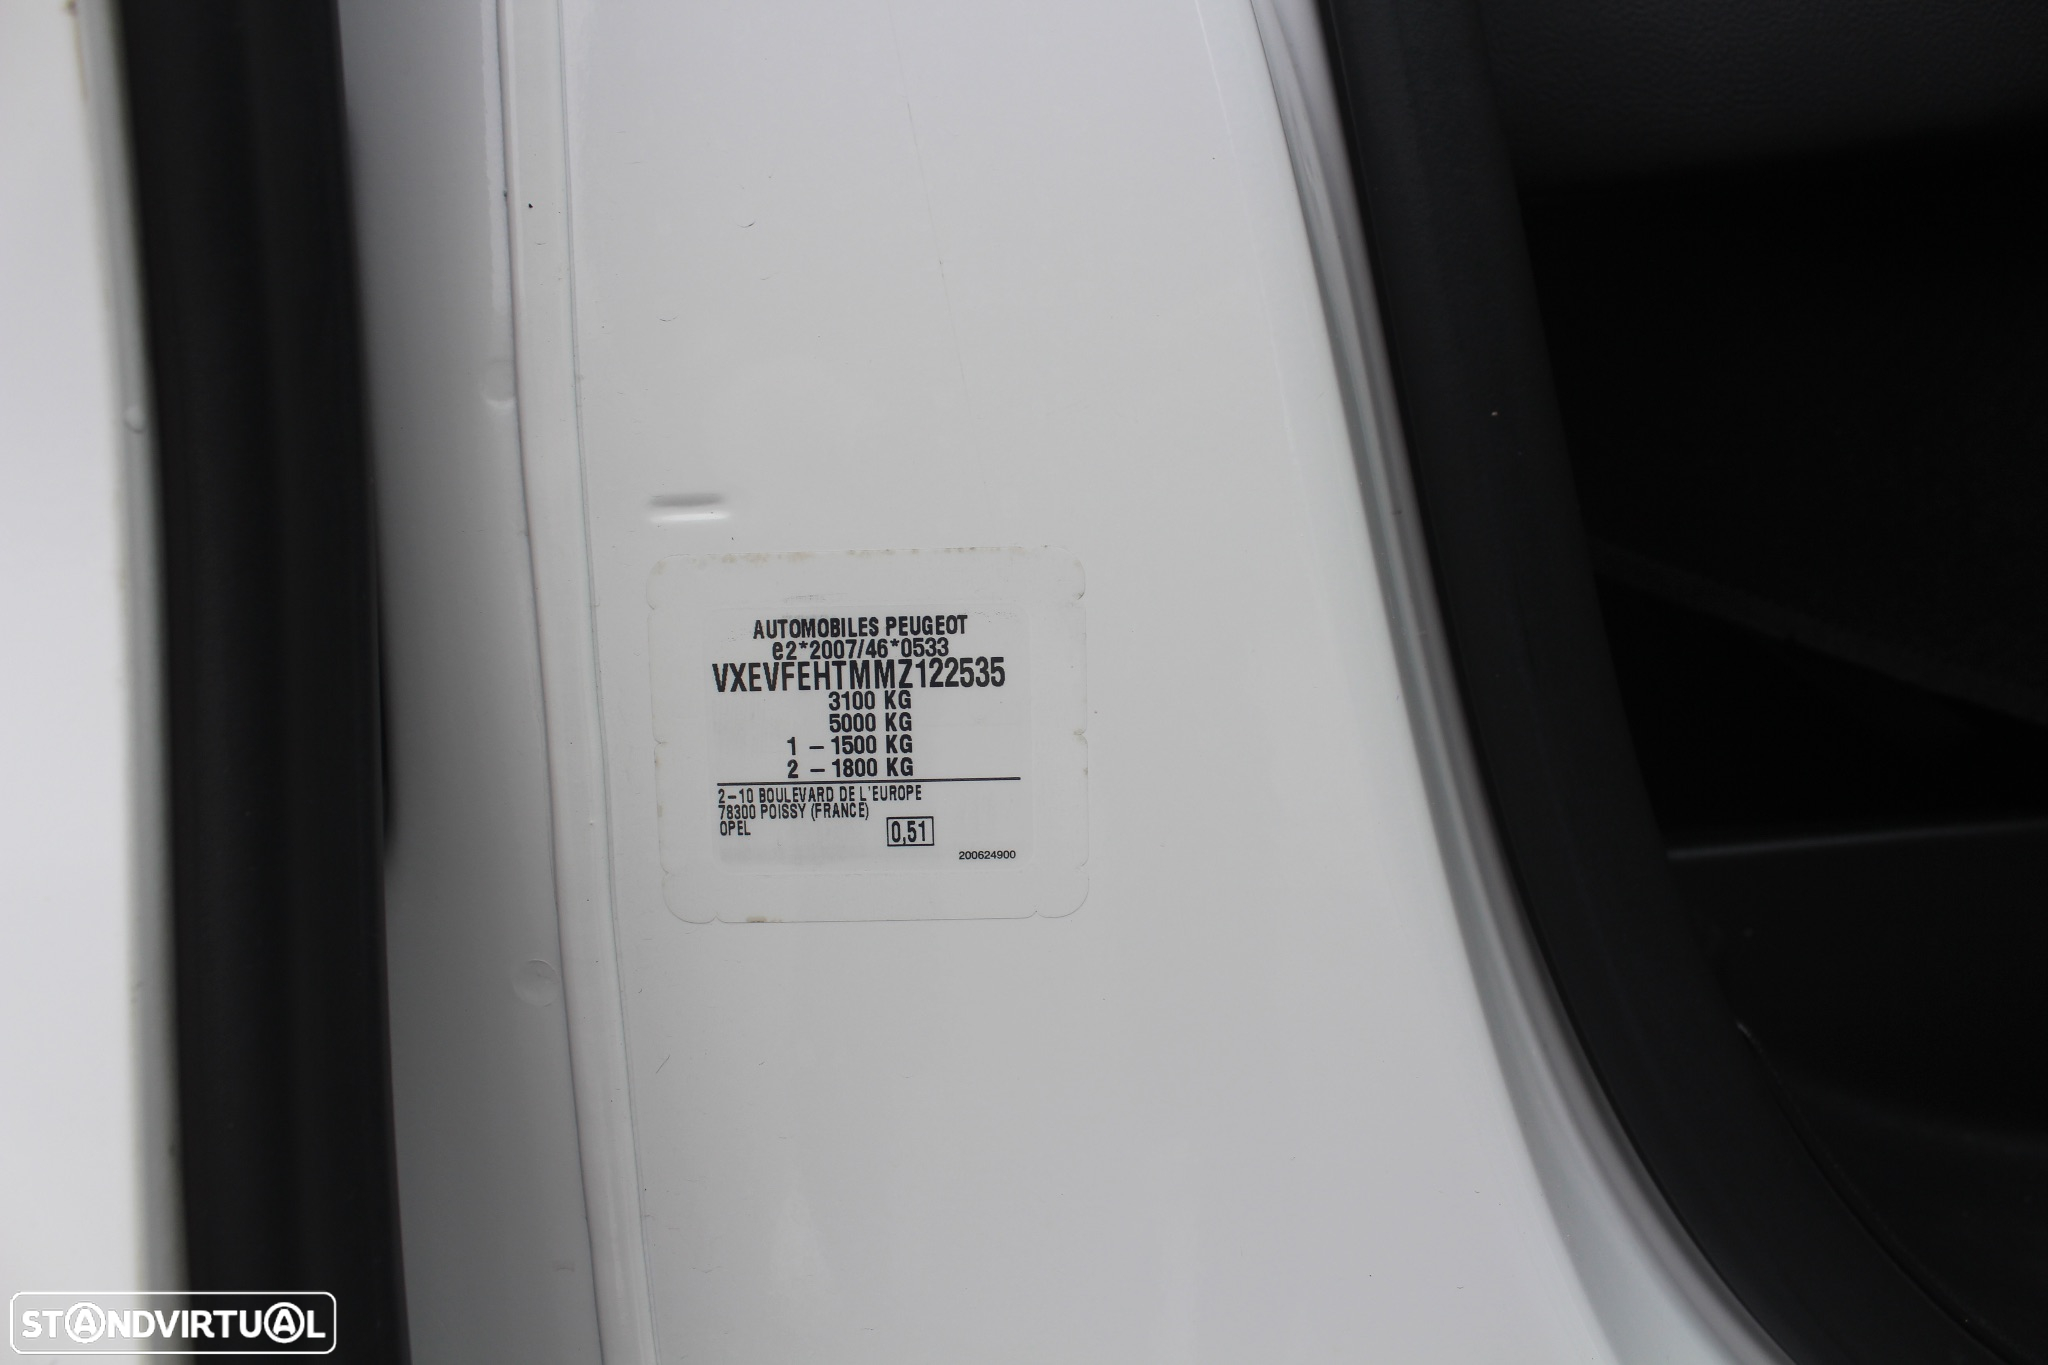 AUTOMOBILES PEUGEOT
e2*2007/46*0533
VXEVFEHTMMZ122535
3100 KG
5000 KG
1 - 1500 KG
2 - 1800 KG
2-10 BOULEVARD DE L'EUROPE
78300 POISSY (FRANCE)
OPEL
0,51
200624900
STANDVIRTUAL